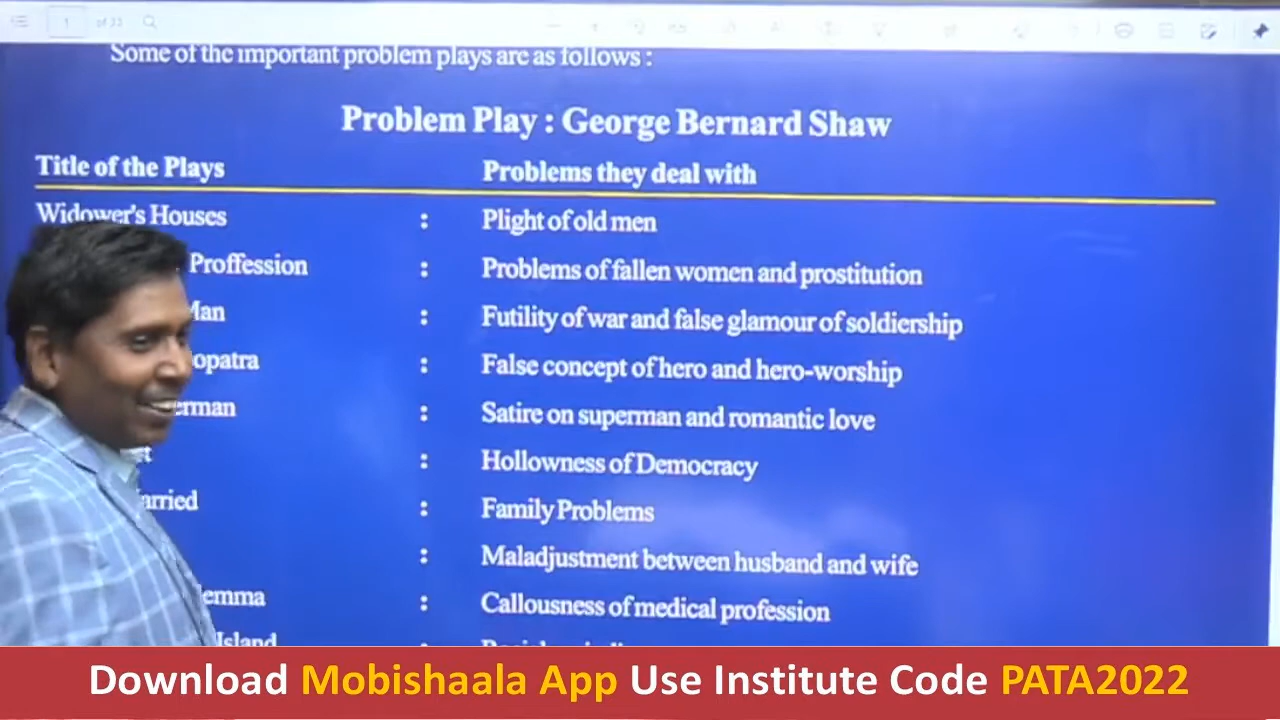 1 of 33
Some of the important problem plays are as follows :
Problem Play : George Bernard Shaw
Title of the Plays Problems they deal with
Widower's Houses : Plight of old men
Proffession : Problems of fallen women and prostitution
Man : Futility of war and false glamour of soldiership
opatra : False concept of hero and hero-worship
erman : Satire on superman and romantic love
: Hollowness of Democracy
arried : Family Problems
: Maladjustment between husband and wife
emma : Callousness of medical profession
Island :
Download Mobishaala App Use Institute Code PATA2022